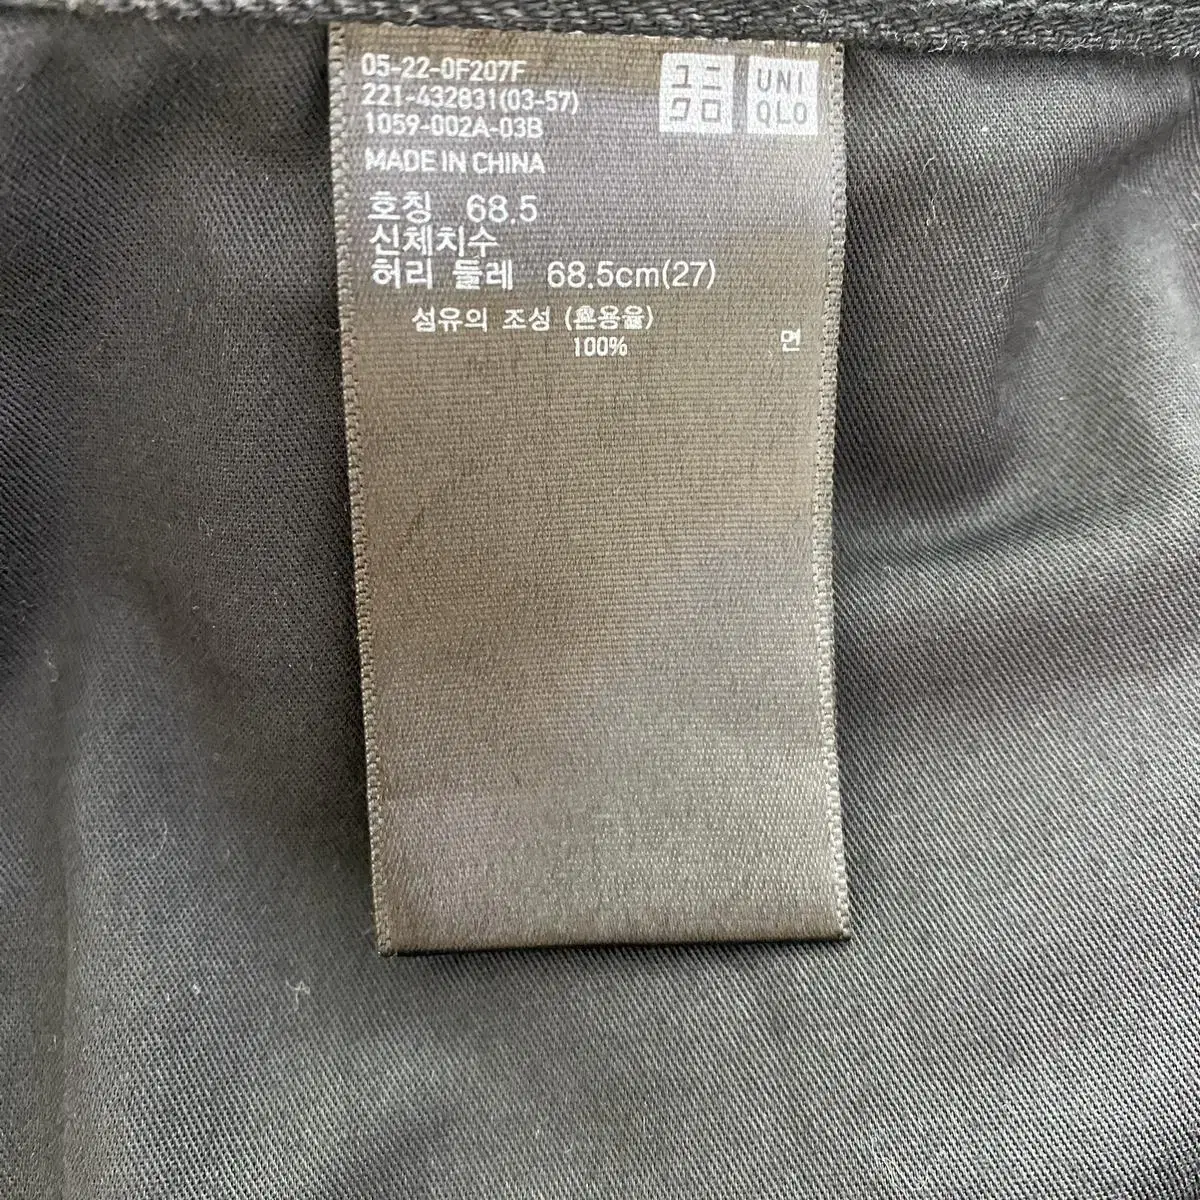 05-22-0F207F
221-432831(03-57)
1059-002A-03B
MADE IN CHINA
ユニ
クロ
UNI
QLO
호칭 68.5
신체치수
허리 둘레 68.5cm(27)
섬유의 조성 (혼용율)
100% 면